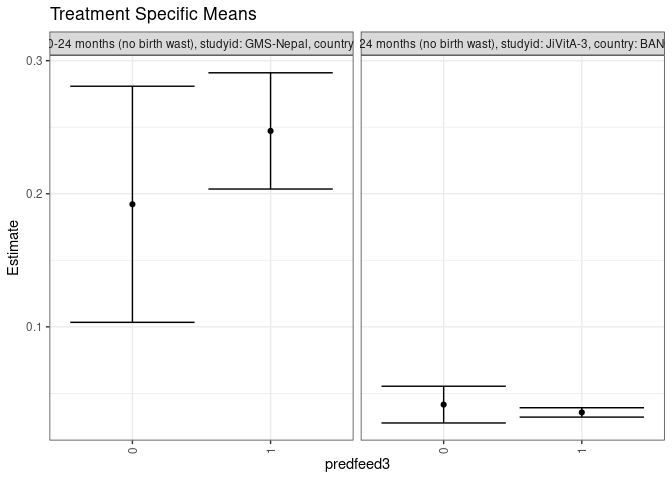 Treatment Specific Means
0-24 months (no birth wast), studyid: GMS-Nepal, country
24 months (no birth wast), studyid: JiVitA-3, country: BAN
0.3
0.2
0.1
Estimate
0
1
0
1
predfeed3